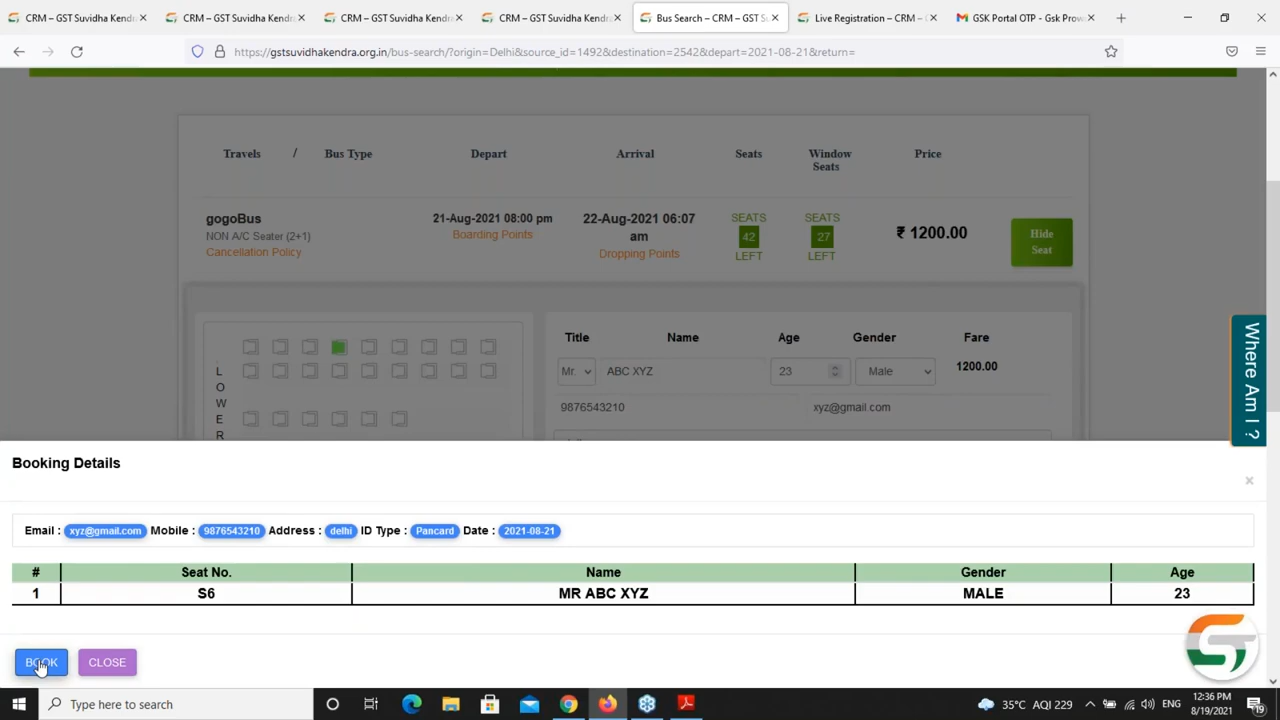 CRM – GST Suvidha Kendr
CRM – GST Suvidha Kendr
CRM – GST Suvidha Kendr
CRM – GST Suvidha Kendr
Bus Search – CRM – GST S
Live Registration – CRM –
GSK Portal OTP - Gsk Prov
https://gstsuvidhakendra.org.in/bus-search/?origin=Delhi&source_id=1492&destination=2542&depart=2021-08-21&return=
Travels / Bus Type Depart Arrival Seats Window Seats Price
gogoBus
NON A/C Seater (2+1)
Cancellation Policy
21-Aug-2021 08:00 pm
Boarding Points
22-Aug-2021 06:07
am
Dropping Points
SEATS
42
LEFT
SEATS
27
LEFT
₹ 1200.00
Hide
Seat
Title Name Age Gender Fare
Mr. ABC XYZ 23 Male 1200.00
9876543210 xyz@gmail.com
L
O
W
E
R
Where Am I ?
Booking Details
×
Email : xyz@gmail.com Mobile : 9876543210 Address : delhi ID Type : Pancard Date : 2021-08-21
# Seat No. Name Gender Age
1 S6 MR ABC XYZ MALE 23
BOOK CLOSE
Type here to search
35°C AQI 229 ENG
12:36 PM
8/19/2021
19